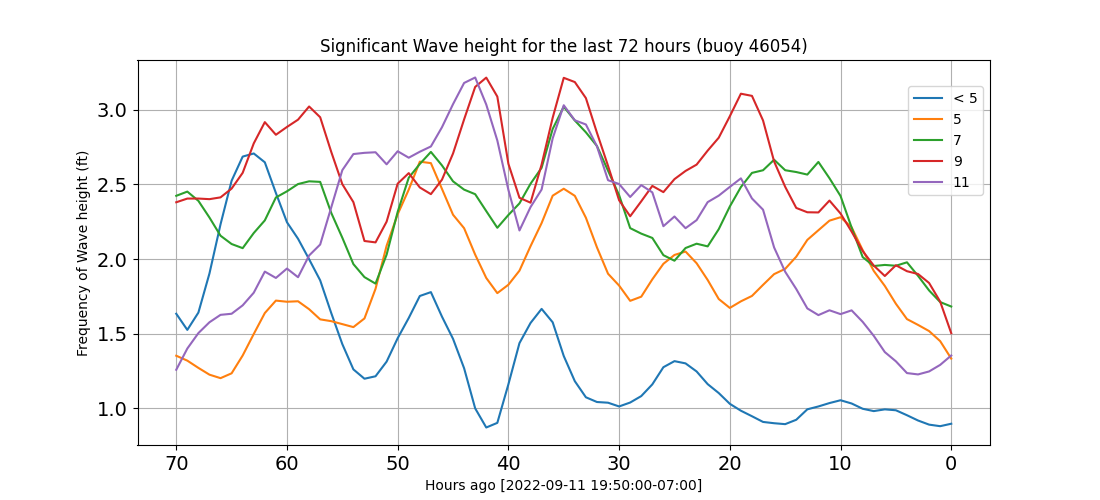 Significant Wave height for the last 72 hours (buoy 46054)
Frequency of Wave height (ft)
3.0
2.5
2.0
1.5
1.0
< 5
5
7
9
11
70 60 50 40 30 20 10 0
Hours ago [2022-09-11 19:50:00-07:00]